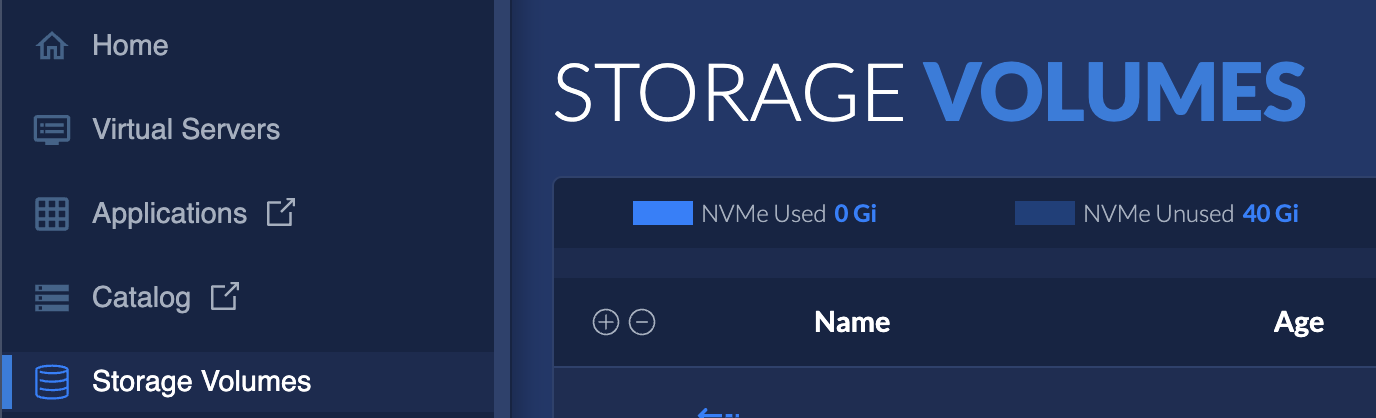 Home
Virtual Servers
Applications
Catalog
Storage Volumes
STORAGE VOLUMES
NVMe Used 0 Gi
NVMe Unused 40 Gi
Name
Age